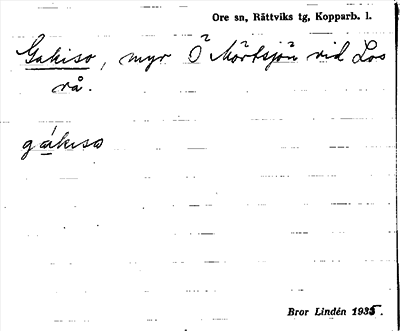 Ore sn, Rättviks tg, Kopparb. l.
Gakiso, myr Ö Mörtsjön vid Los
rå.
gákiso
Bror Lindén 1935.